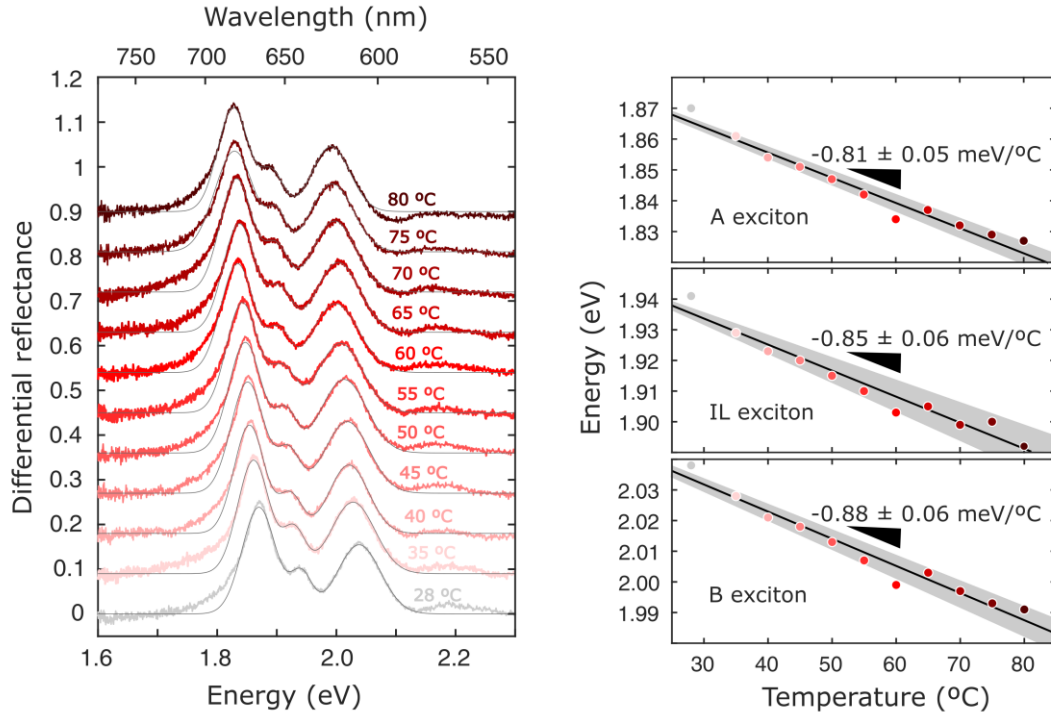 Wavelength (nm)
750 700 650 600 550
Differential reflectance
1.2
1.1
1
0.9
0.8
0.7
0.6
0.5
0.4
0.3
0.2
0.1
0
80 ºC
75 ºC
70 ºC
65 ºC
60 ºC
55 ºC
50 ºC
45 ºC
40 ºC
35 ºC
28 ºC
1.6 1.8 2.0 2.2
Energy (eV)
Energy (eV)
1.87
1.86
1.85
1.84
1.83
-0.81 ± 0.05 meV/ºC
A exciton
1.94
1.93
1.92
1.91
1.90
-0.85 ± 0.06 meV/ºC
IL exciton
2.03
2.02
2.01
2.00
1.99
-0.88 ± 0.06 meV/ºC
B exciton
30 40 50 60 70 80
Temperature (ºC)